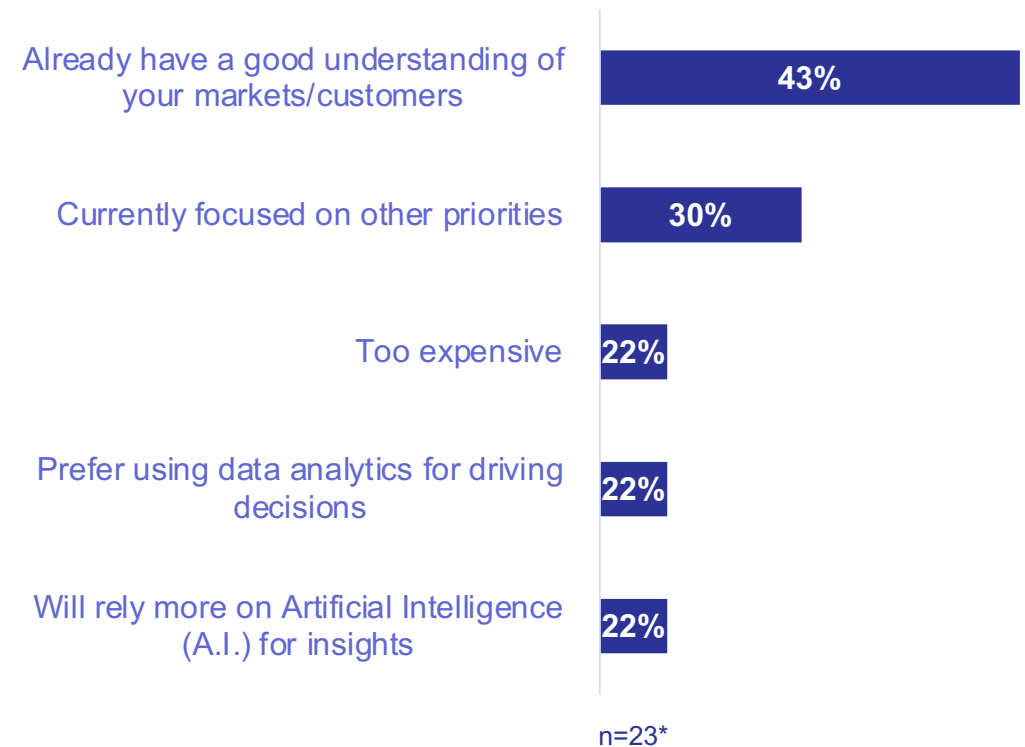 Already have a good understanding of
your markets/customers
43%
Currently focused on other priorities
30%
Too expensive
22%
Prefer using data analytics for driving
decisions
22%
Will rely more on Artificial Intelligence
(A.I.) for insights
22%
n=23*